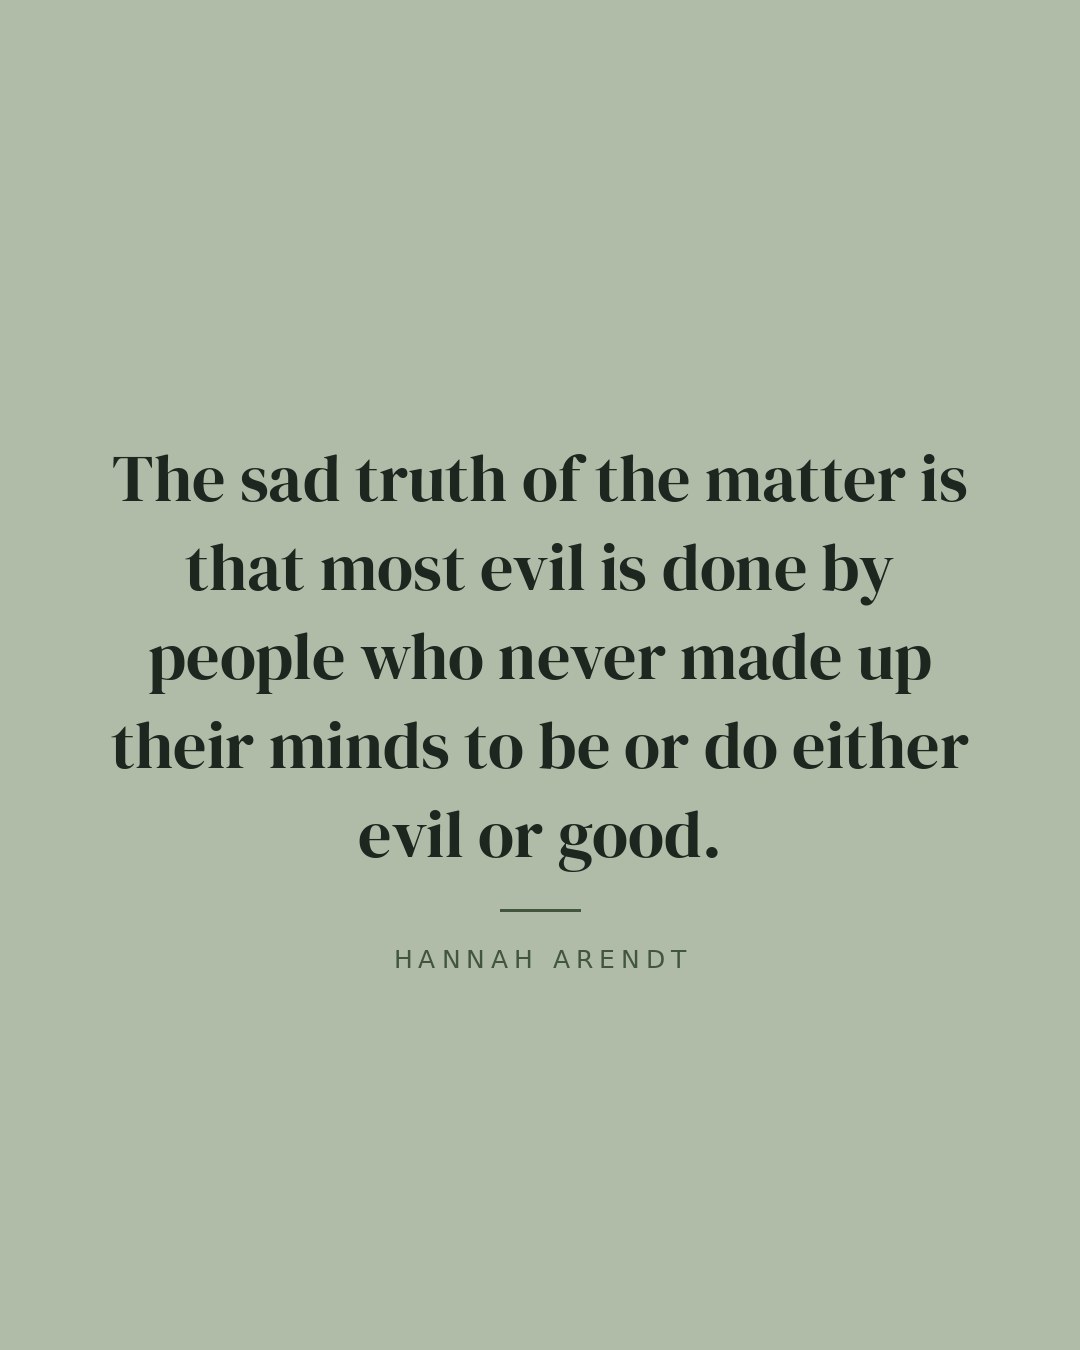 The sad truth of the matter is
that most evil is done by
people who never made up
their minds to be or do either
evil or good.
HANNAH ARENDT